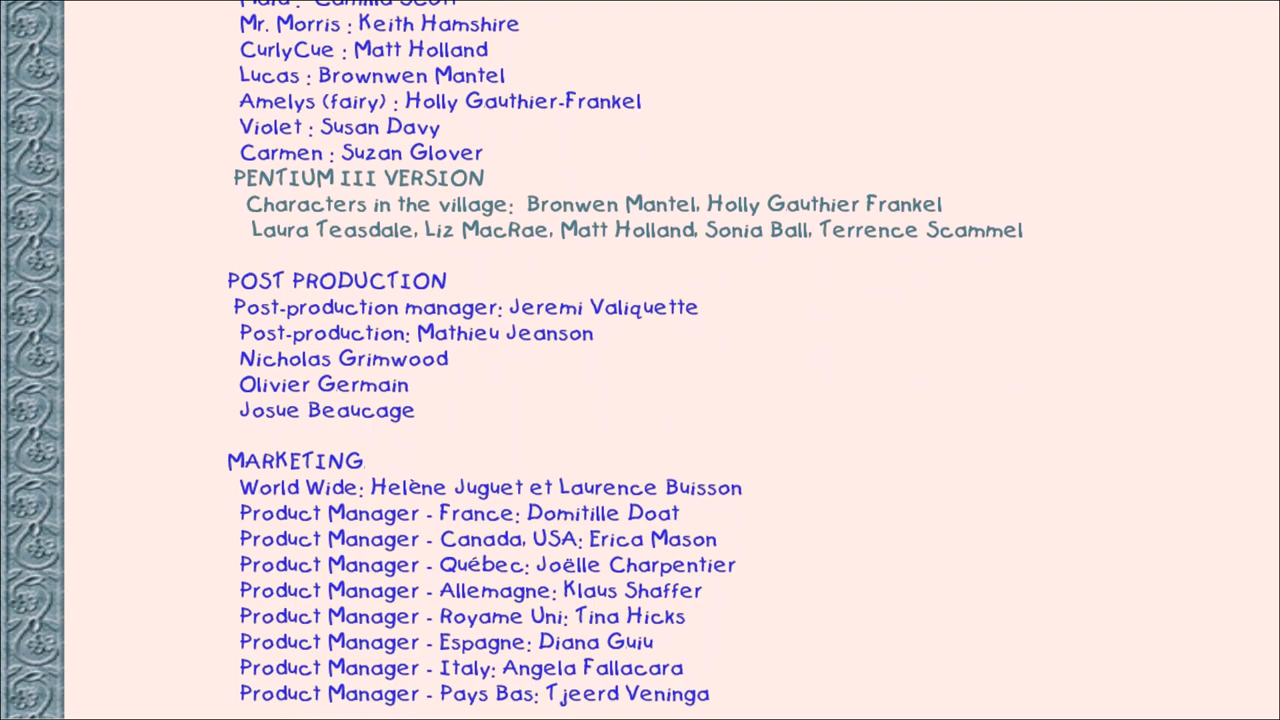 Mr. Morris : Keith Hamshire
CurlyCue : Matt Holland
Lucas : Brownwen Mantel
Amelys (fairy) : Holly Gauthier-Frankel
Violet : Susan Davy
Carmen : Suzan Glover
PENTIUM III VERSION
Characters in the village: Bronwen Mantel, Holly Gauthier Frankel
Laura Teasdale, Liz MacRae, Matt Holland, Sonia Ball, Terrence Scammel
POST PRODUCTION
Post-production manager: Jeremi Valiquette
Post-production: Mathieu Jeanson
Nicholas Grimwood
Olivier Germain
Josue Beaucage
MARKETING
World Wide: Helène Juguet et Laurence Buisson
Product Manager - France: Domitille Doat
Product Manager - Canada, USA: Erica Mason
Product Manager - Québec: Joëlle Charpentier
Product Manager - Allemagne: Klaus Shaffer
Product Manager - Royame Uni: Tina Hicks
Product Manager - Espagne: Diana Guiu
Product Manager - Italy: Angela Fallacara
Product Manager - Pays Bas: Tjeerd Veninga